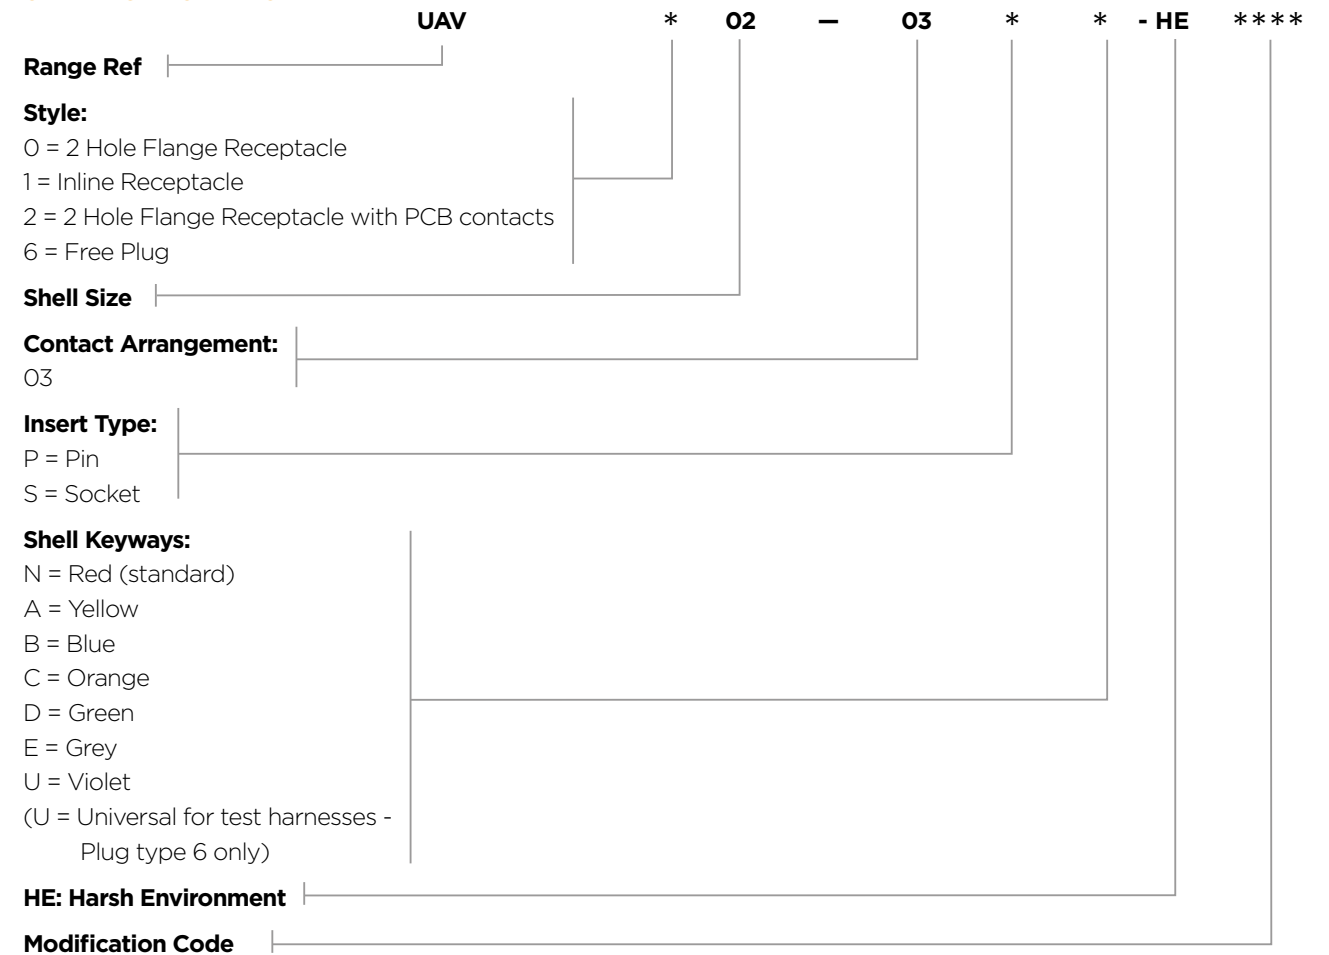 UAV * 02 — 03 * * - HE ****
Range Ref
Style:
0 = 2 Hole Flange Receptacle
1 = Inline Receptacle
2 = 2 Hole Flange Receptacle with PCB contacts
6 = Free Plug
Shell Size
Contact Arrangement:
03
Insert Type:
P = Pin
S = Socket
Shell Keyways:
N = Red (standard)
A = Yellow
B = Blue
C = Orange
D = Green
E = Grey
U = Violet
(U = Universal for test harnesses -
Plug type 6 only)
HE: Harsh Environment
Modification Code